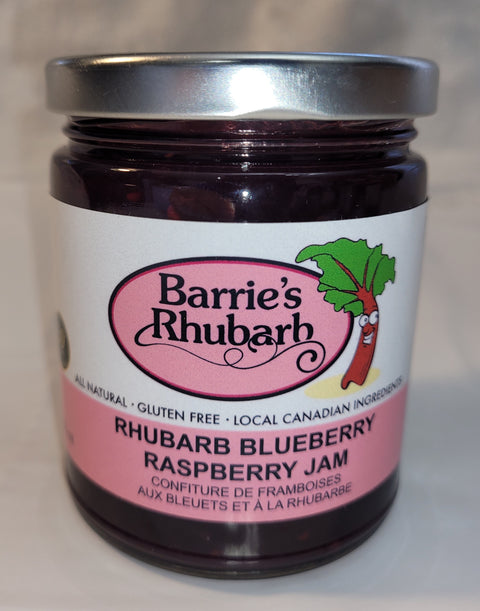 Barrie's
Rhubarb
ALL NATURAL · GLUTEN FREE · LOCAL CANADIAN INGREDIENTS
RHUBARB BLUEBERRY
RASPBERRY JAM
CONFITURE DE FRAMBOISES
AUX BLEUETS ET À LA RHUBARBE